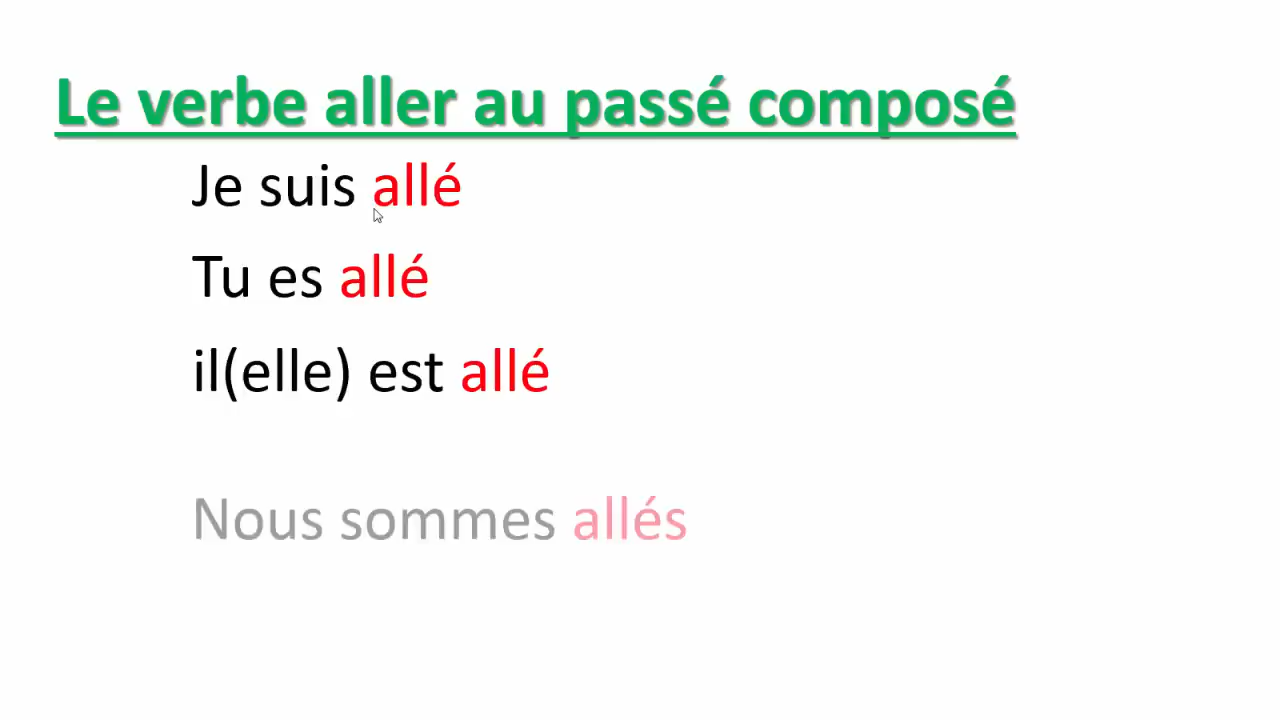 Le verbe aller au passé composé
Je suis allé
Tu es allé
il(elle) est allé
Nous sommes allés